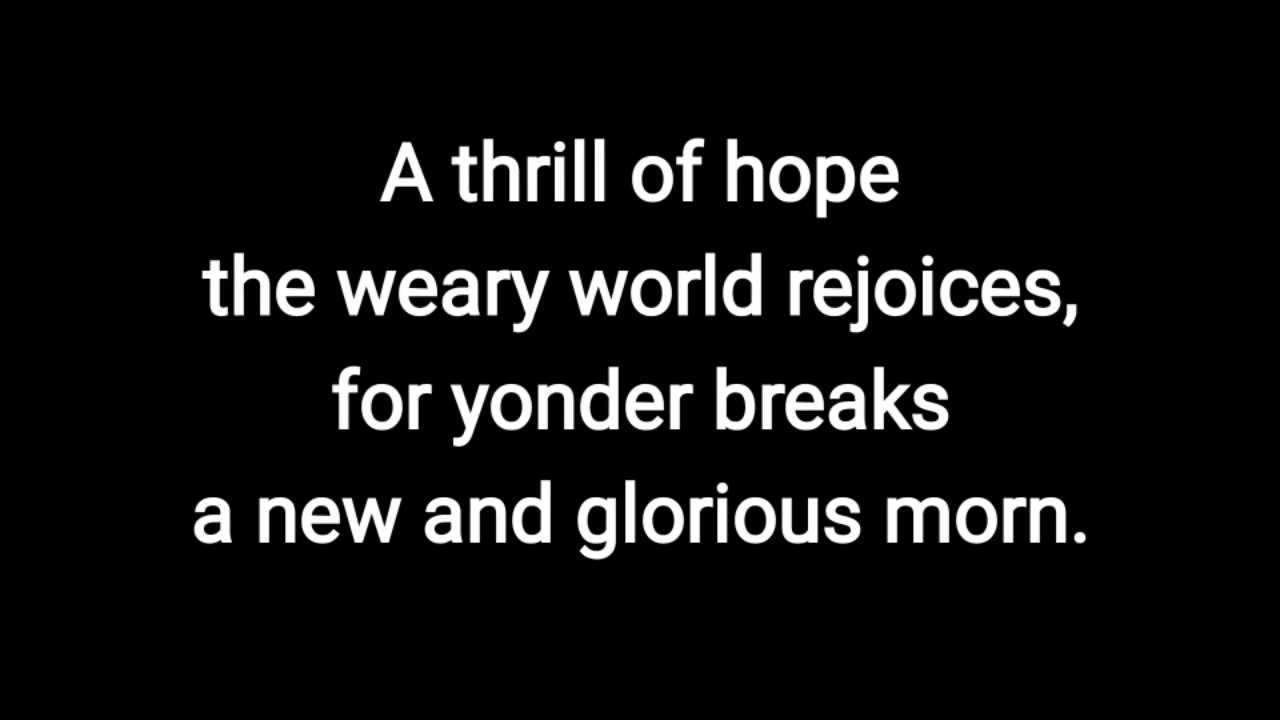 A thrill of hope
the weary world rejoices,
for yonder breaks
a new and glorious morn.